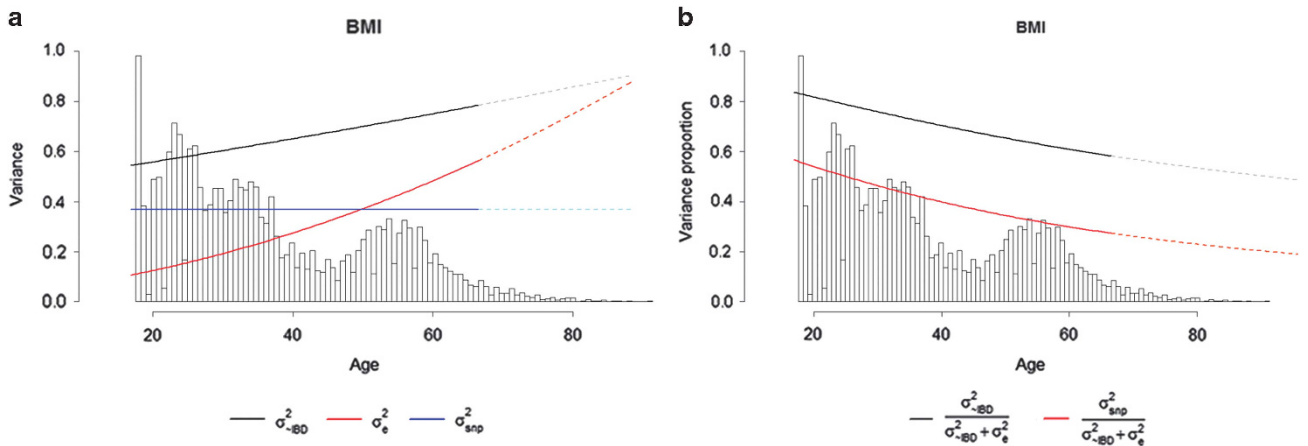 a
BMI
Variance
1.0
0.8
0.6
0.4
0.2
0.0
20 40 60 80
Age
σ²~IBD σ²e σ²snp
b
BMI
Variance proportion
1.0
0.8
0.6
0.4
0.2
0.0
20 40 60 80
Age
σ²~IBD σ²snp
σ²~IBD + σ²e σ²~IBD + σ²e